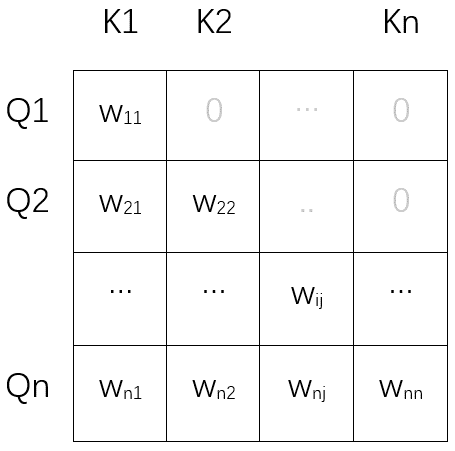 K1 K2 Kn
Q1 W11 0 ... 0
Q2 W21 W22 .. 0
... ... Wij ...
Qn Wn1 Wn2 Wnj Wnn